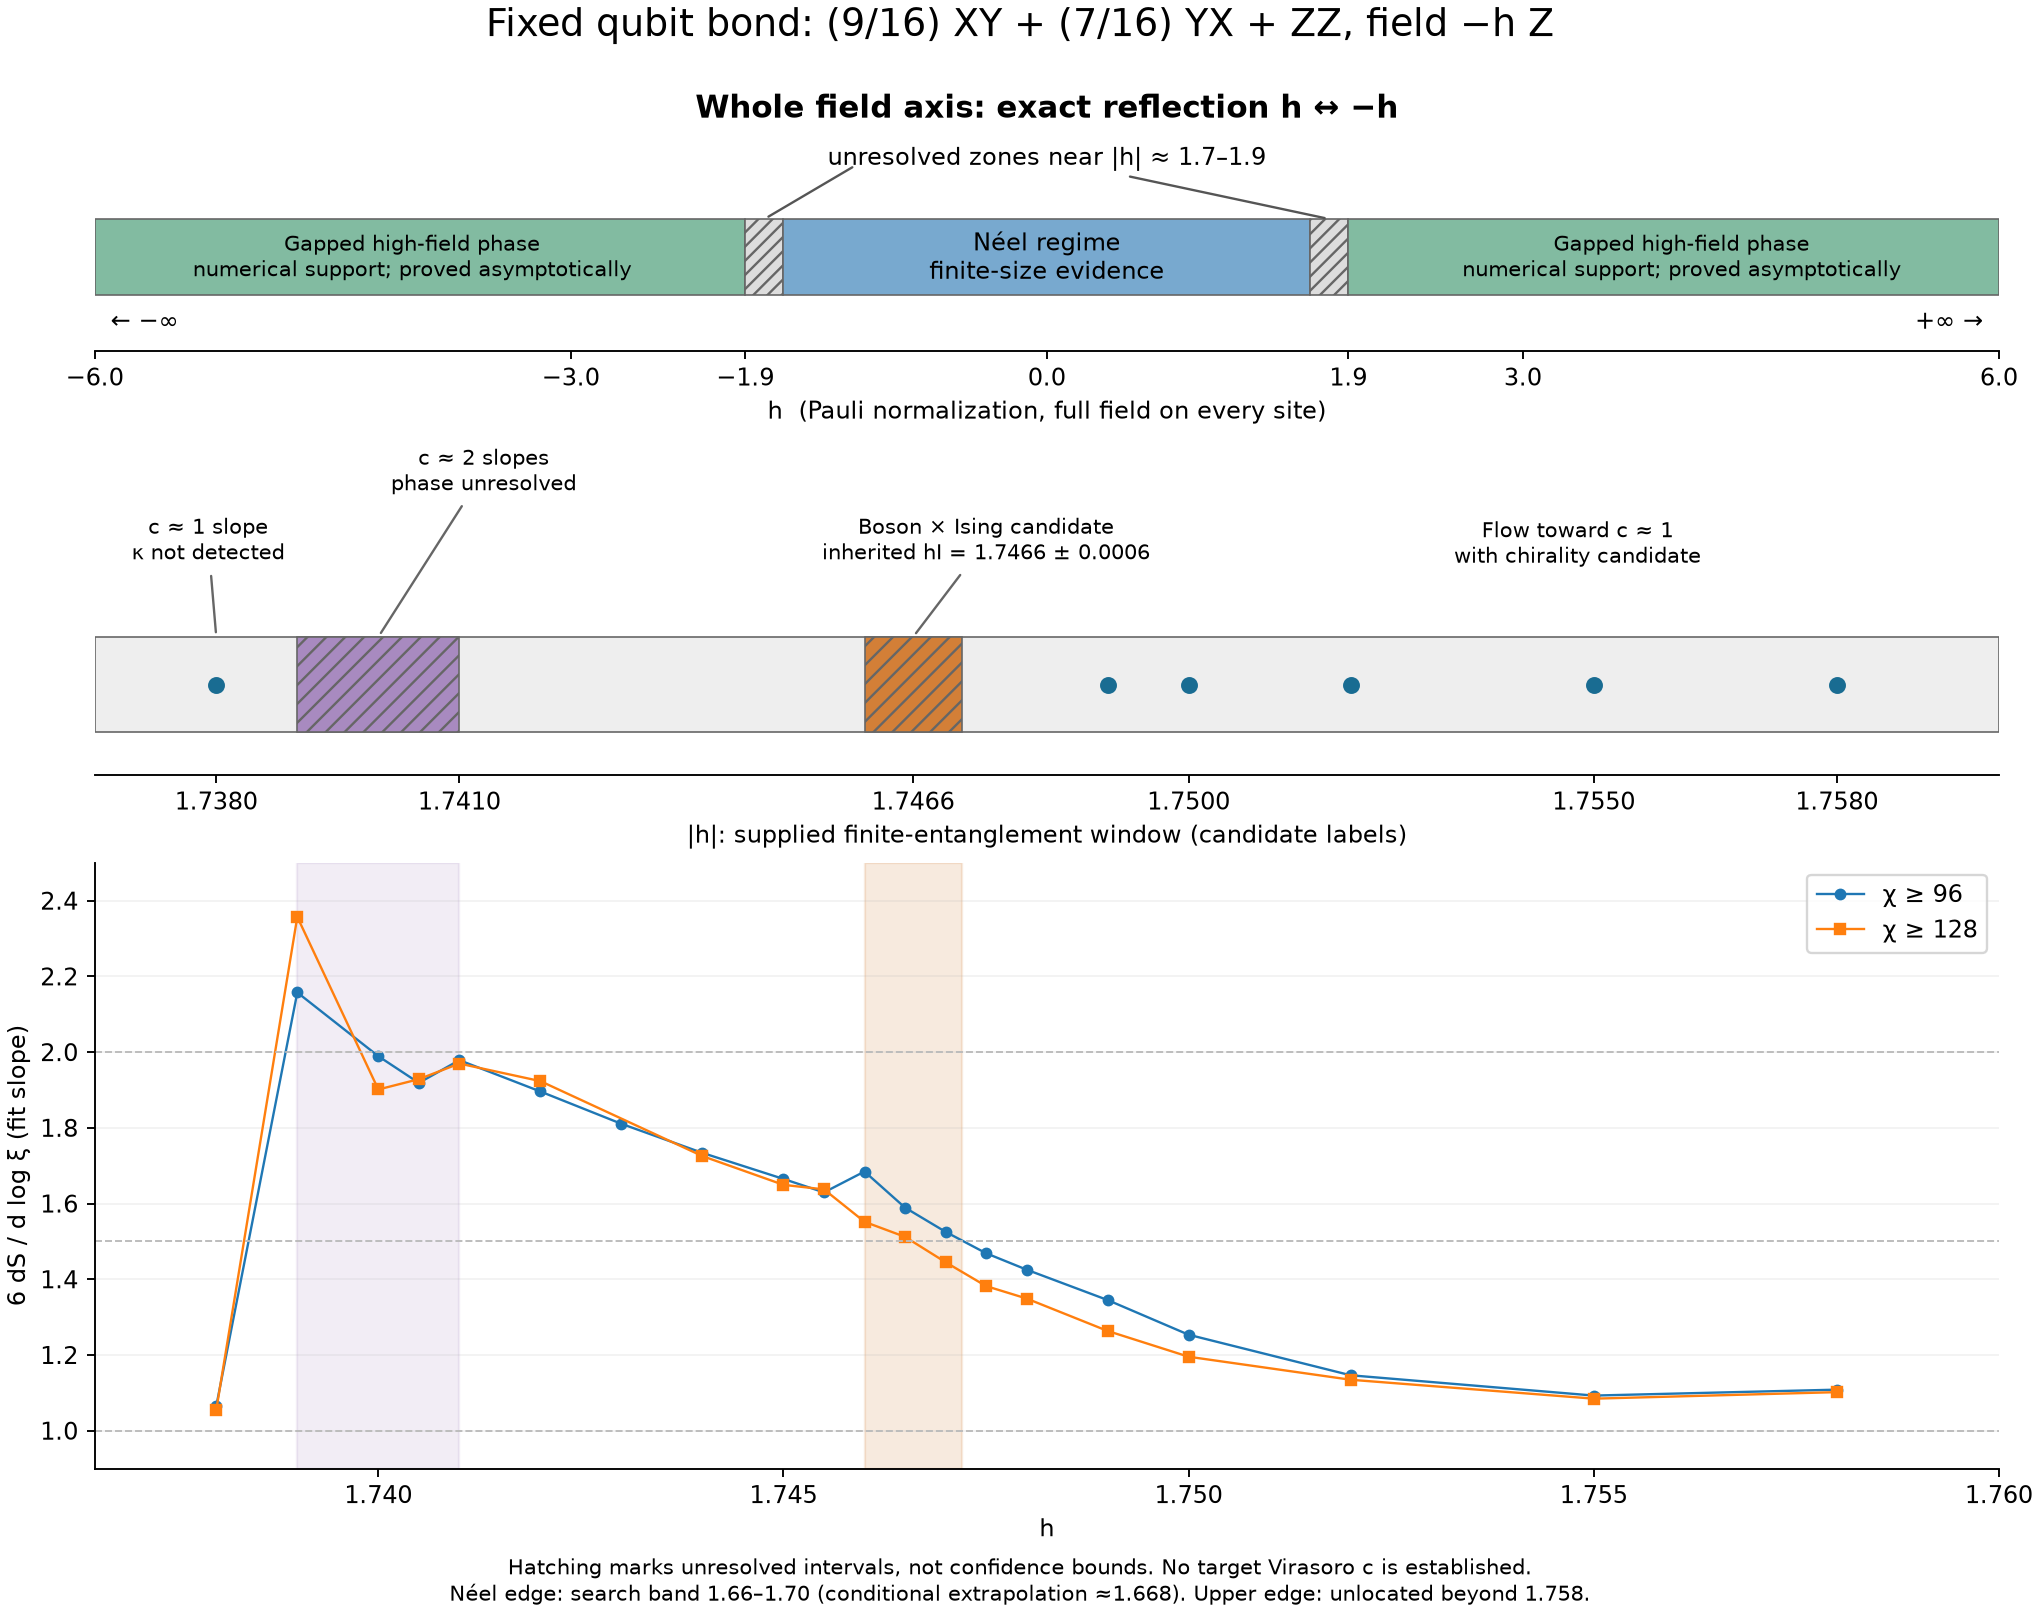 Fixed qubit bond: (9/16) XY + (7/16) YX + ZZ, field −h Z
Whole field axis: exact reflection h ↔ −h
unresolved zones near |h| ≈ 1.7–1.9
Gapped high-field phase
numerical support; proved asymptotically
Néel regime
finite-size evidence
Gapped high-field phase
numerical support; proved asymptotically
← −∞
+∞ →
−6.0
−3.0
−1.9
0.0
1.9
3.0
6.0
h (Pauli normalization, full field on every site)
c ≈ 2 slopes
phase unresolved
c ≈ 1 slope
κ not detected
Boson × Ising candidate
inherited hI = 1.7466 ± 0.0006
Flow toward c ≈ 1
with chirality candidate
1.7380
1.7410
1.7466
1.7500
1.7550
1.7580
|h|: supplied finite-entanglement window (candidate labels)
χ ≥ 96
χ ≥ 128
2.4
2.2
2.0
1.8
1.6
1.4
1.2
1.0
6 dS / d log ξ (fit slope)
1.740
1.745
1.750
1.755
1.760
h
Hatching marks unresolved intervals, not confidence bounds. No target Virasoro c is established.
Néel edge: search band 1.66–1.70 (conditional extrapolation ≈1.668). Upper edge: unlocated beyond 1.758.